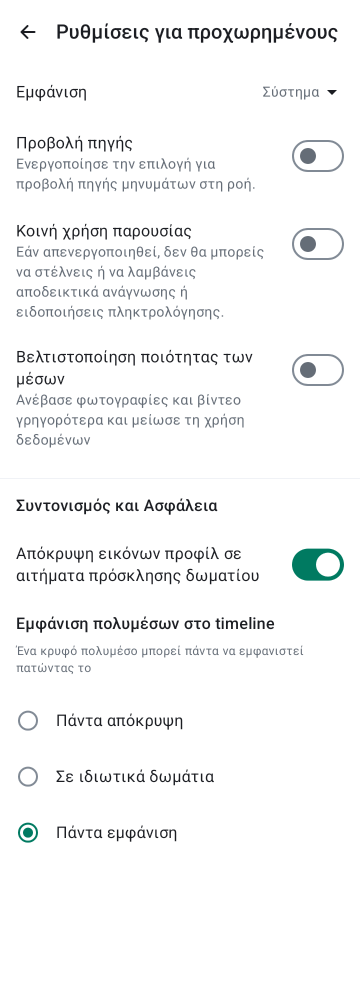 Ρυθμίσεις για προχωρημένους
Εμφάνιση
Σύστημα
Προβολή πηγής
Ενεργοποίησε την επιλογή για
προβολή πηγής μηνυμάτων στη ροή.
Κοινή χρήση παρουσίας
Εάν απενεργοποιηθεί, δεν θα μπορείς
να στέλνεις ή να λαμβάνεις
αποδεικτικά ανάγνωσης ή
ειδοποιήσεις πληκτρολόγησης.
Βελτιστοποίηση ποιότητας των
μέσων
Ανέβασε φωτογραφίες και βίντεο
γρηγορότερα και μείωσε τη χρήση
δεδομένων
Συντονισμός και Ασφάλεια
Απόκρυψη εικόνων προφίλ σε
αιτήματα πρόσκλησης δωματίου
Εμφάνιση πολυμέσων στο timeline
Ένα κρυφό πολυμέσο μπορεί πάντα να εμφανιστεί
πατώντας το
Πάντα απόκρυψη
Σε ιδιωτικά δωμάτια
Πάντα εμφάνιση